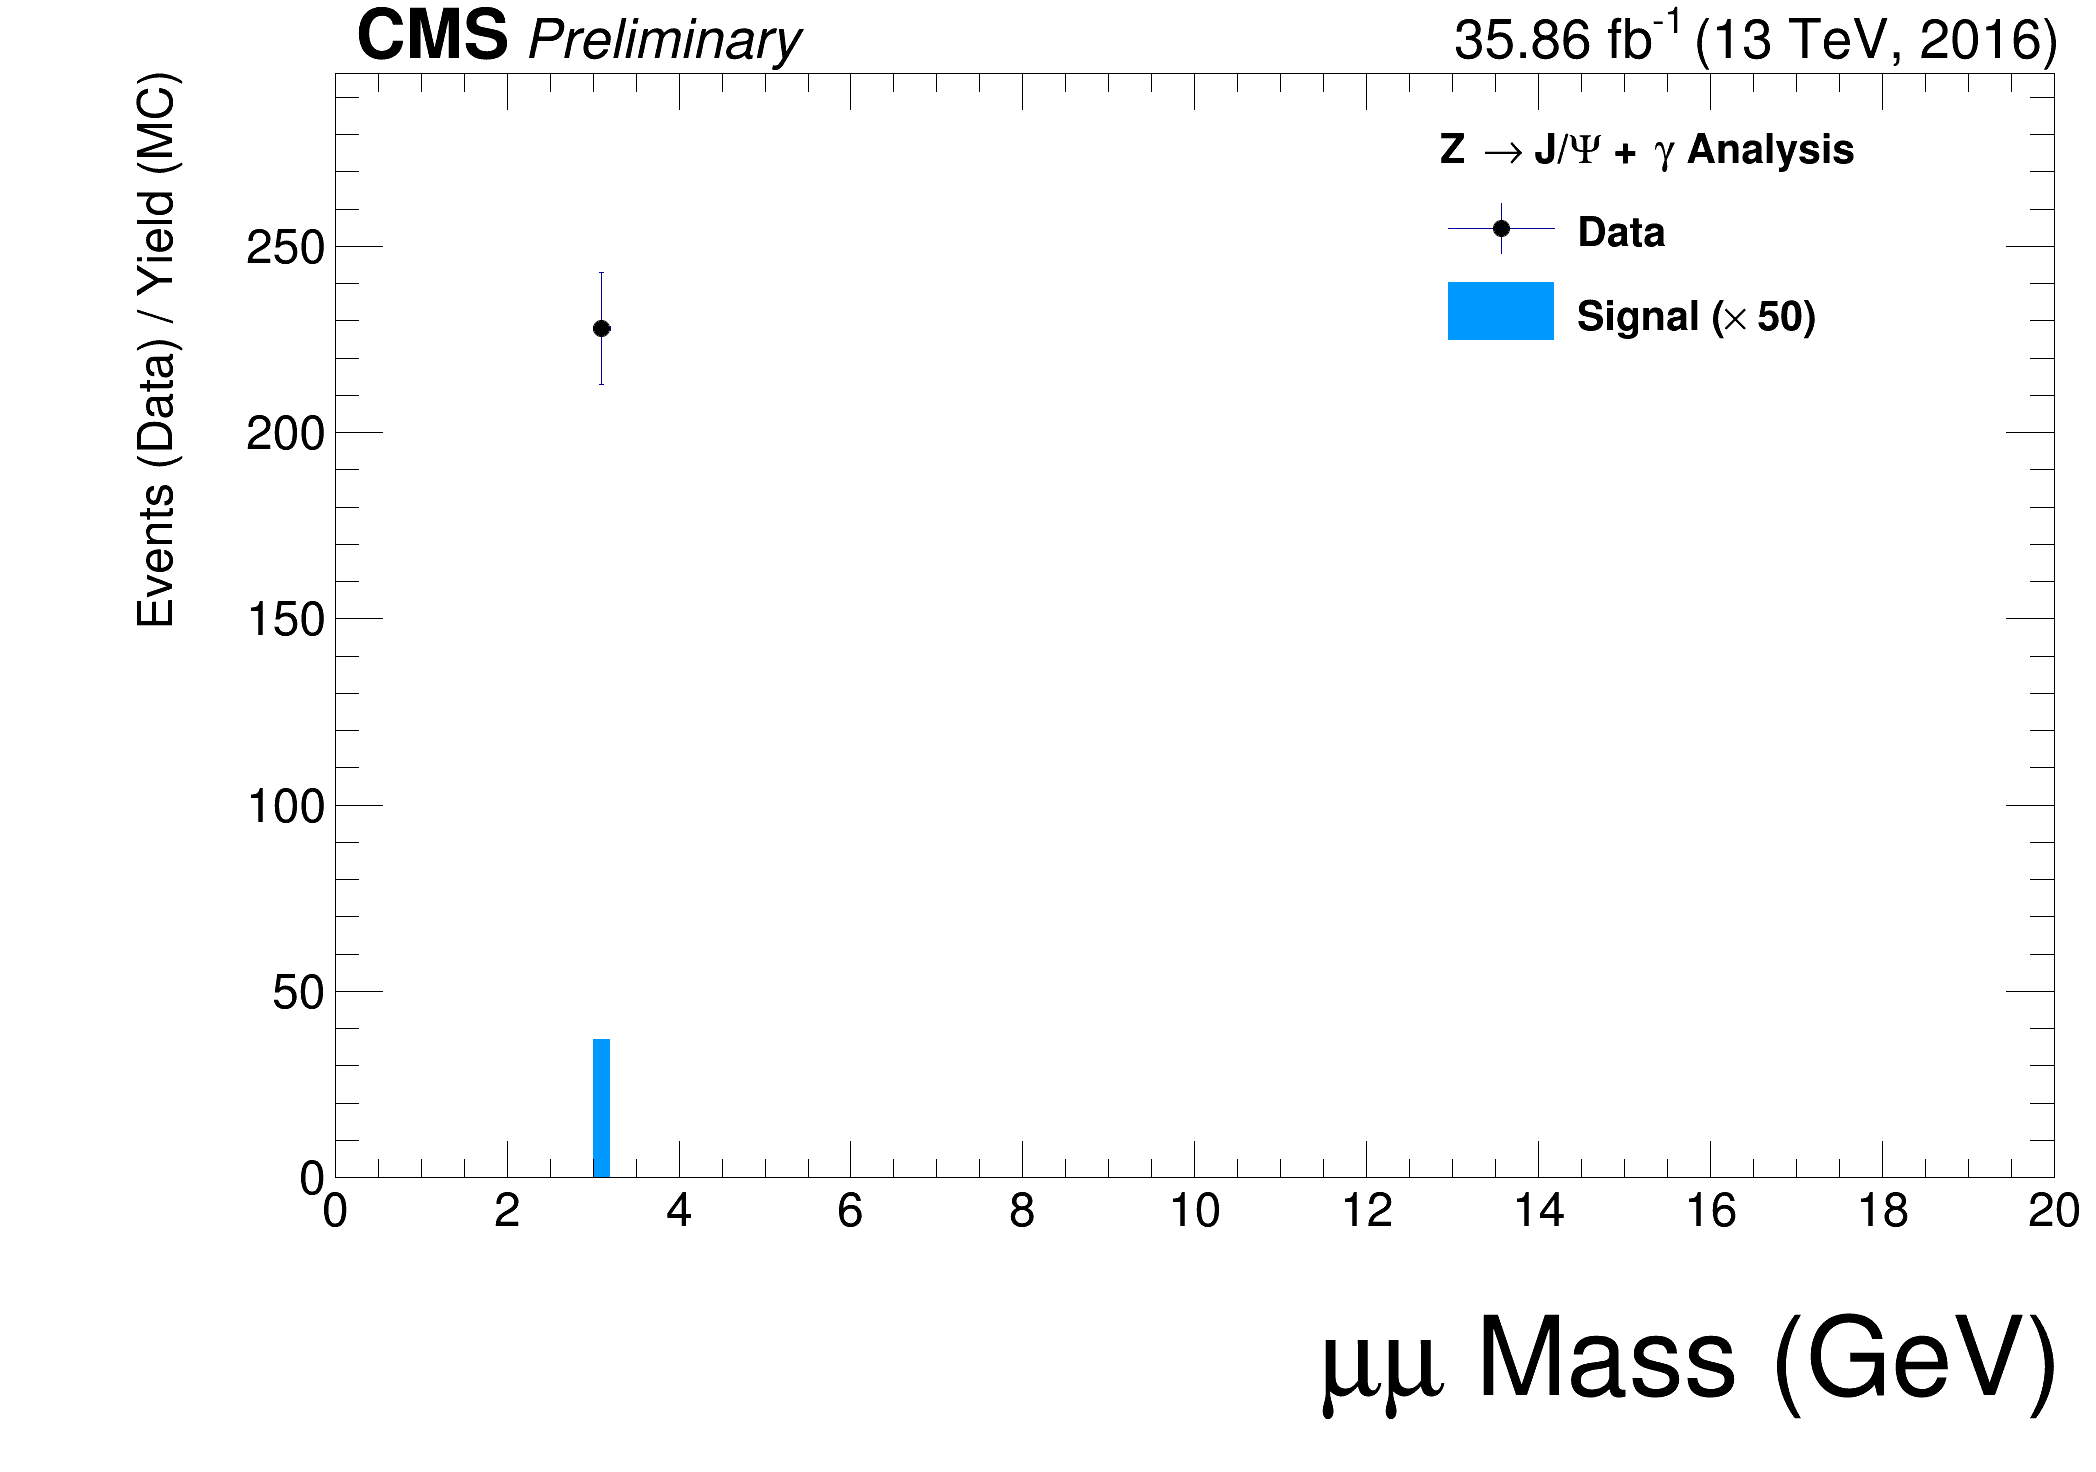 CMS Preliminary
35.86 fb-1 (13 TeV, 2016)
Events (Data) / Yield (MC)
Z → J/Ψ + γ Analysis
Data
Signal (× 50)
250
200
150
100
50
0
0 2 4 6 8 10 12 14 16 18 20
μμ Mass (GeV)